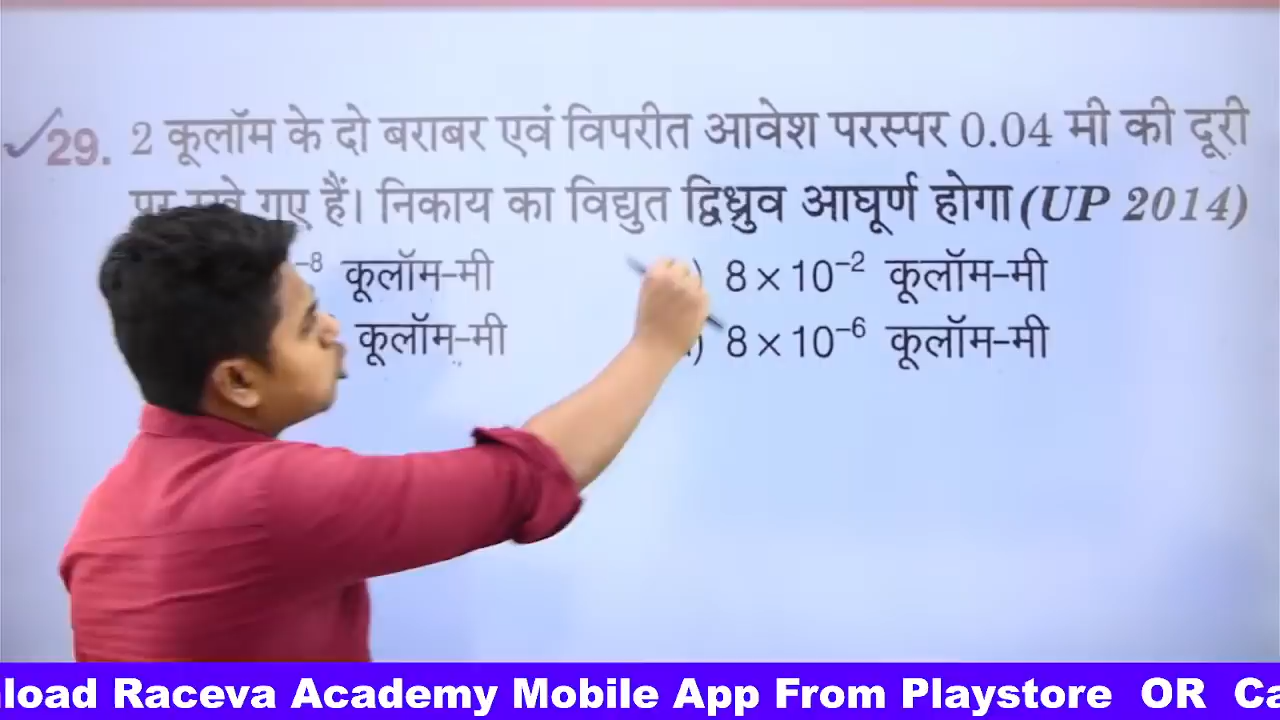 29. 2 कूलॉम के दो बराबर एवं विपरीत आवेश परस्पर 0.04 मी की दूरी
गए हैं। निकाय का विद्युत द्विध्रुव आघूर्ण होगा (UP 2014)
–8 कूलॉम-मी ) 8 × 10–2 कूलॉम-मी
कूलॉम-मी ) 8 × 10–6 कूलॉम-मी
load Raceva Academy Mobile App From Playstore OR Ca